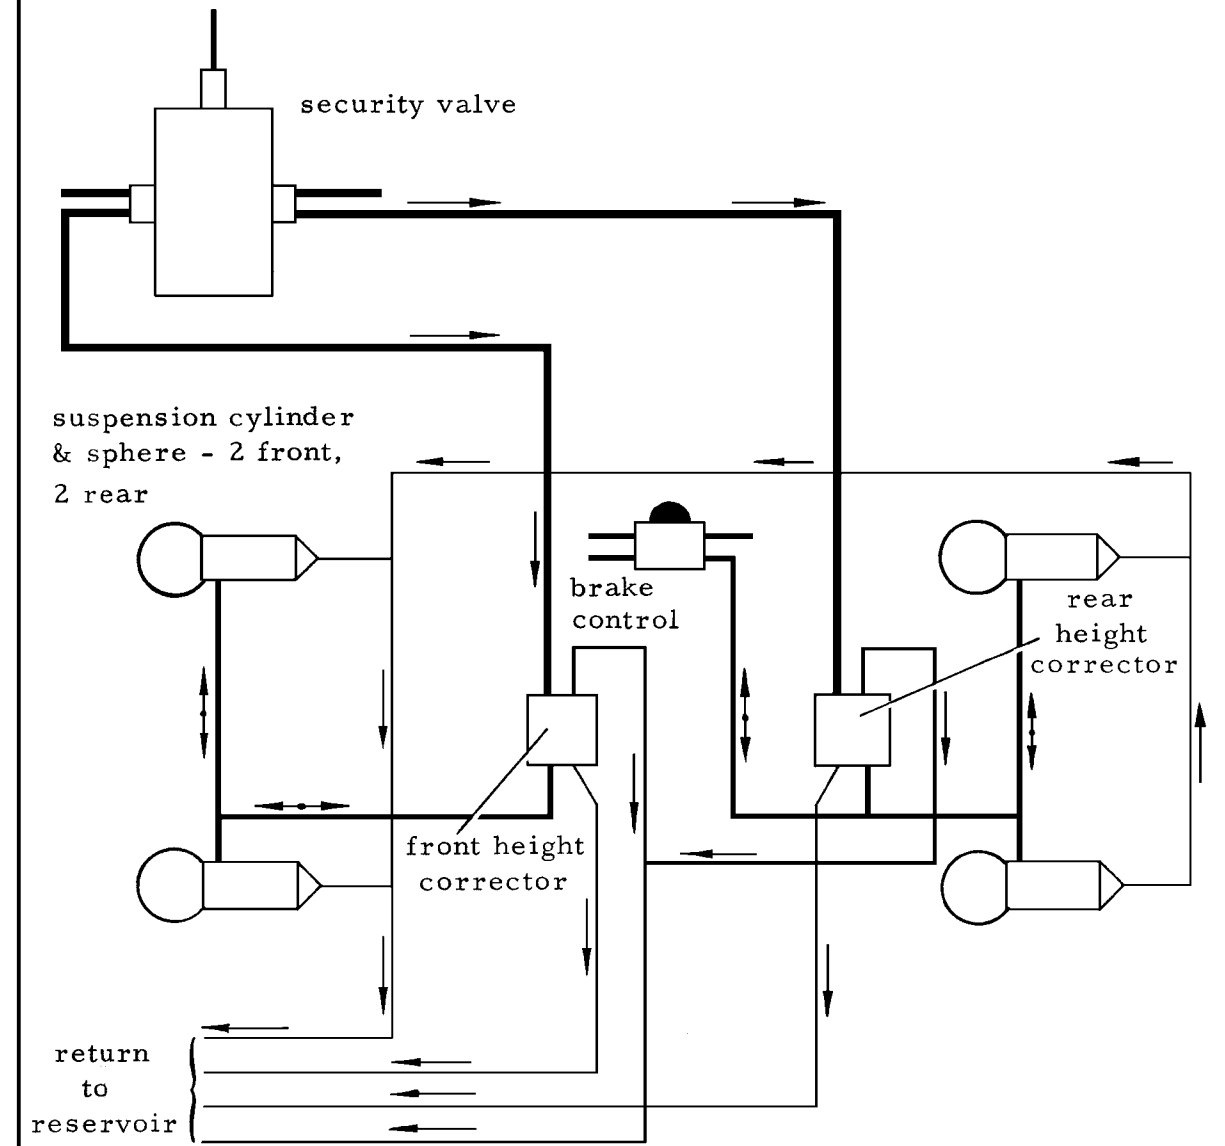 security valve
suspension cylinder
& sphere - 2 front,
2 rear
brake
control
rear
height
corrector
front height
corrector
return
to
reservoir